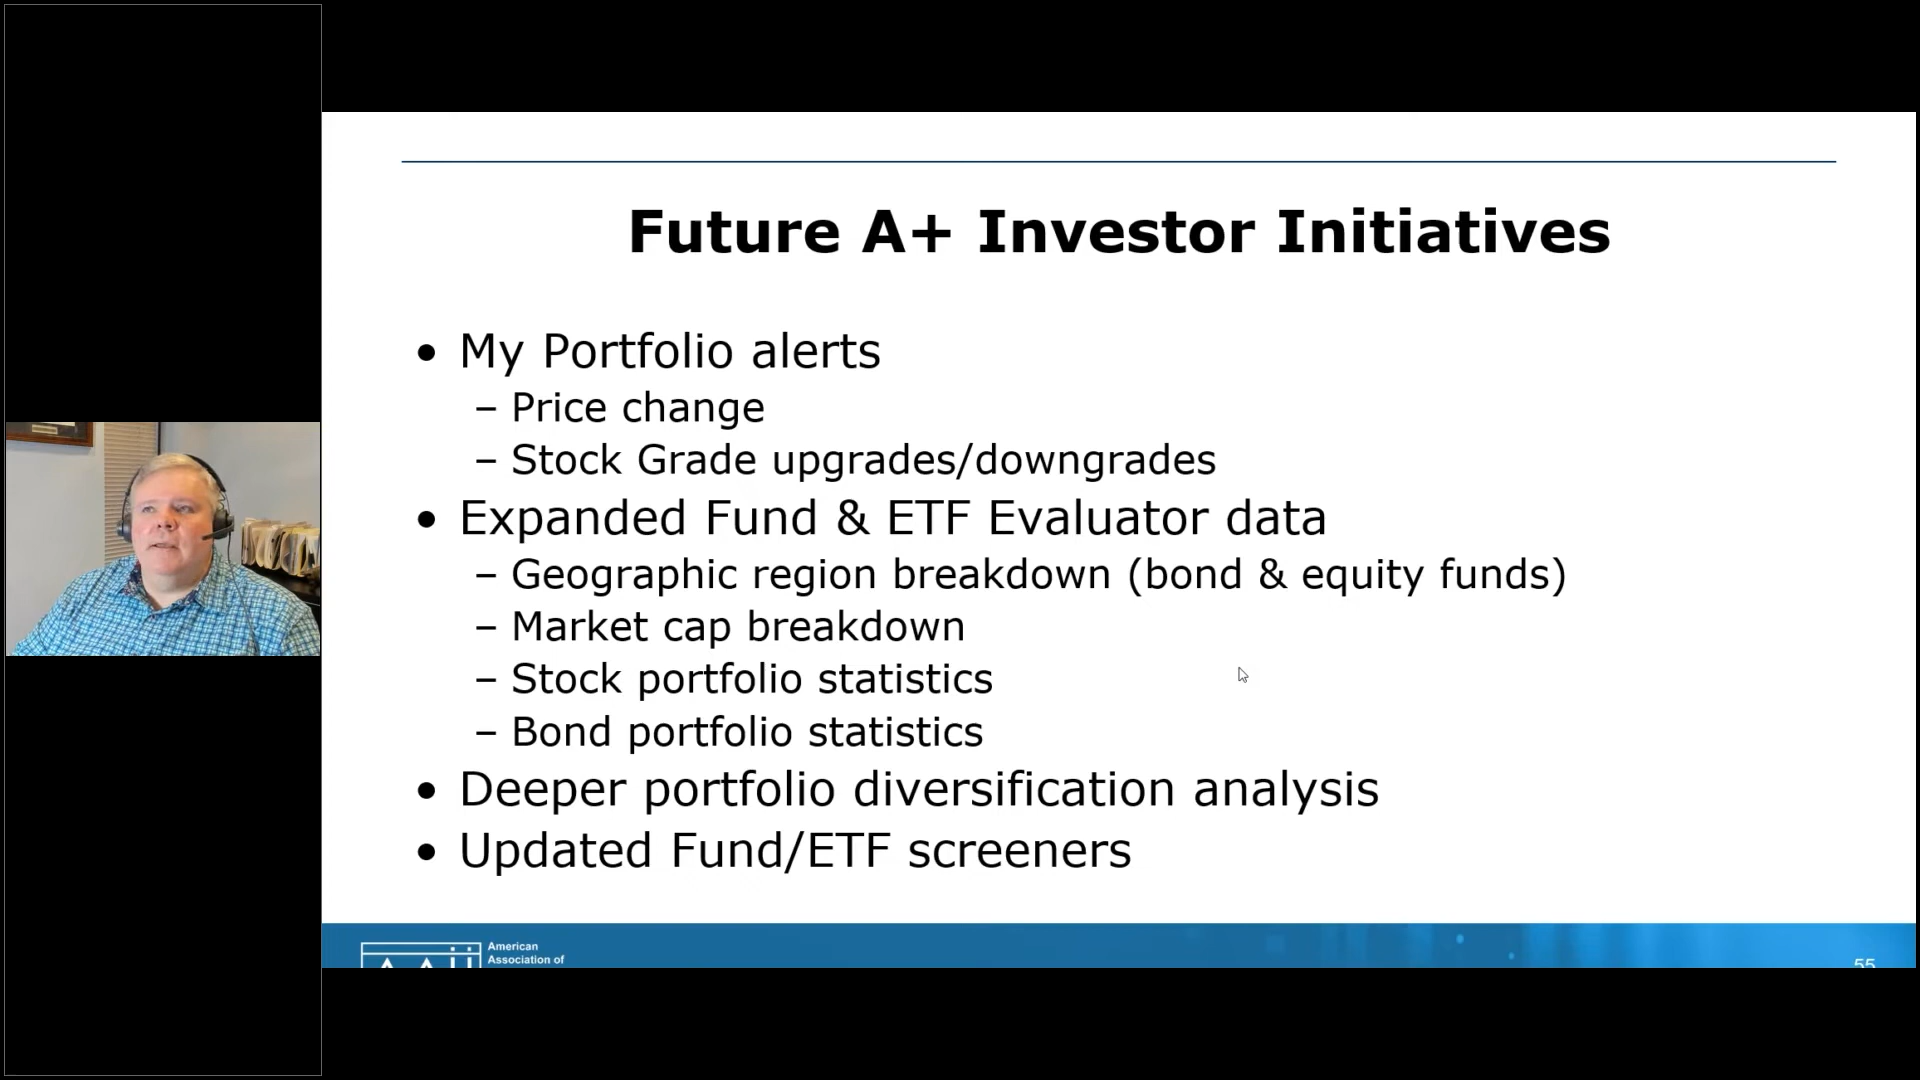 Future A+ Investor Initiatives
• My Portfolio alerts
– Price change
– Stock Grade upgrades/downgrades
• Expanded Fund & ETF Evaluator data
– Geographic region breakdown (bond & equity funds)
– Market cap breakdown
– Stock portfolio statistics
– Bond portfolio statistics
• Deeper portfolio diversification analysis
• Updated Fund/ETF screeners
AAII
American
Association of
55